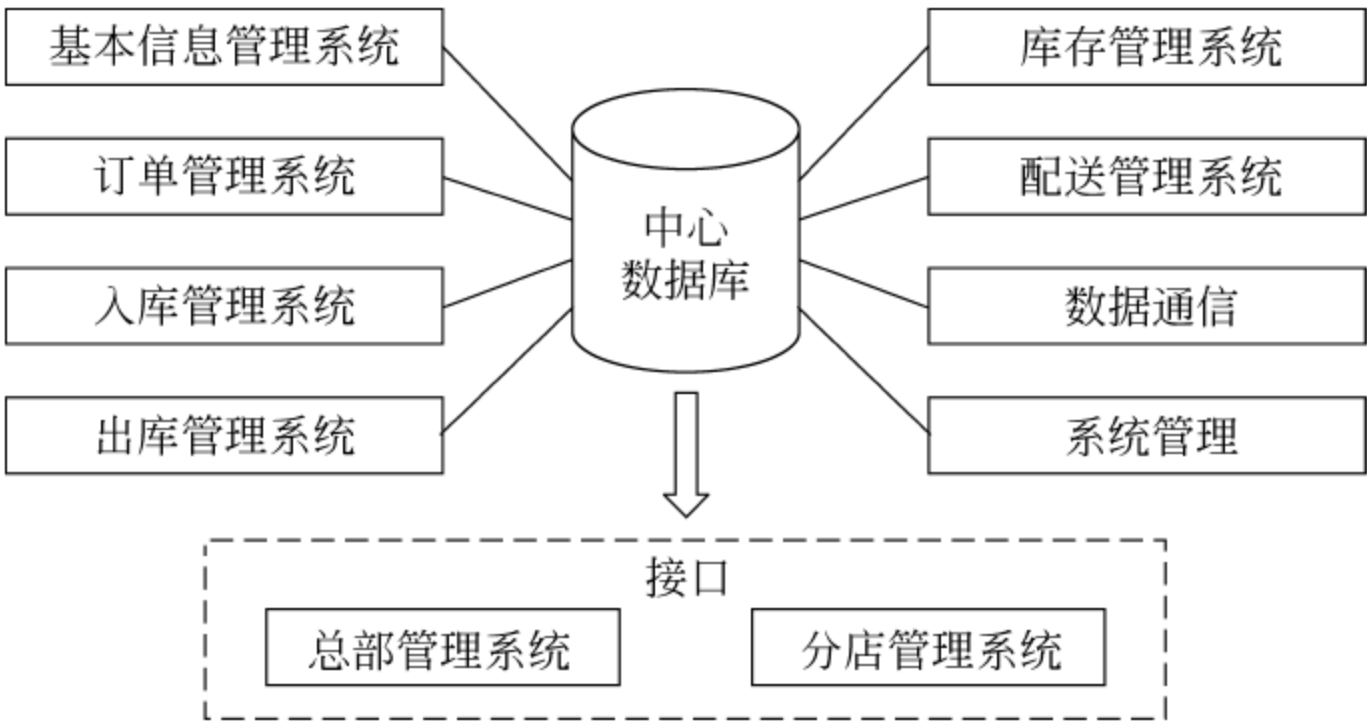 基本信息管理系统
订单管理系统
入库管理系统
出库管理系统
中心
数据库
库存管理系统
配送管理系统
数据通信
系统管理
接口
总部管理系统
分店管理系统